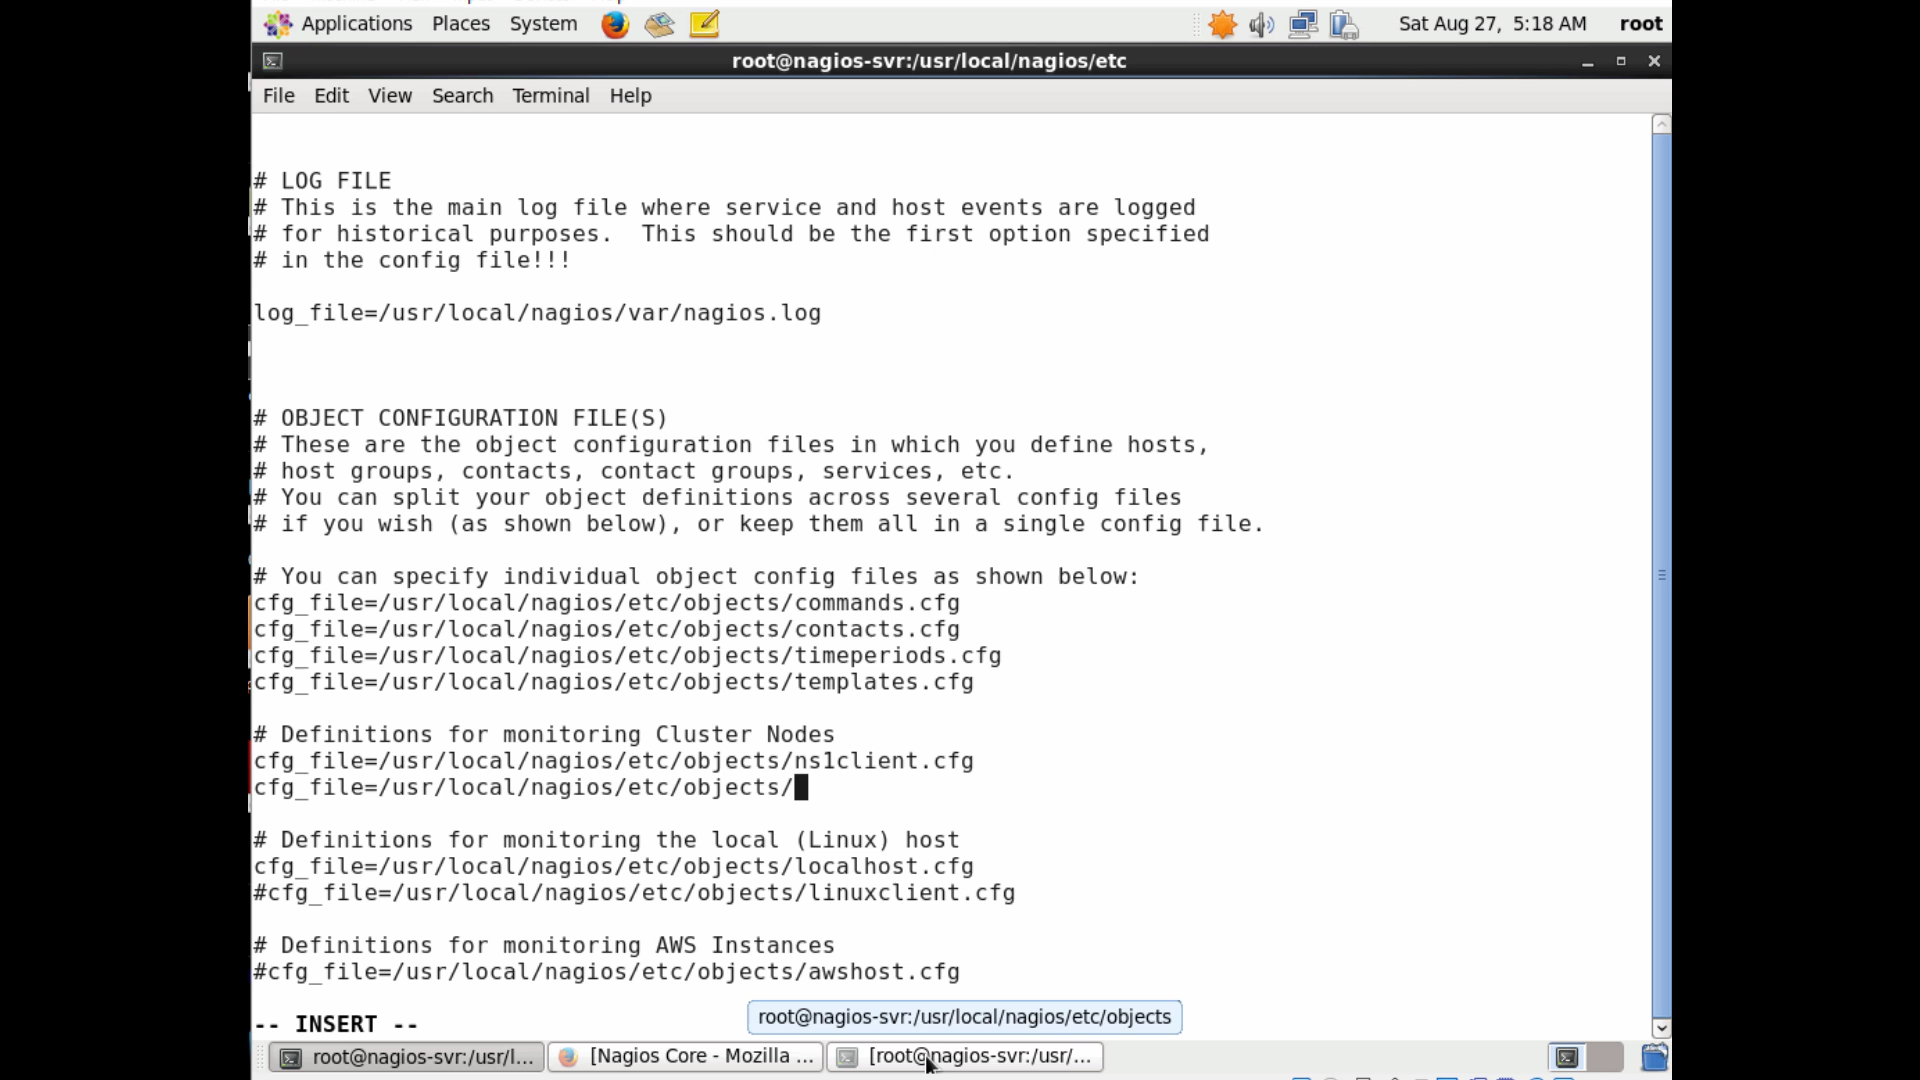 Applications Places System Sat Aug 27, 5:18 AM root
root@nagios-svr:/usr/local/nagios/etc
File Edit View Search Terminal Help
# LOG FILE
# This is the main log file where service and host events are logged
# for historical purposes.  This should be the first option specified
# in the config file!!!
log_file=/usr/local/nagios/var/nagios.log
# OBJECT CONFIGURATION FILE(S)
# These are the object configuration files in which you define hosts,
# host groups, contacts, contact groups, services, etc.
# You can split your object definitions across several config files
# if you wish (as shown below), or keep them all in a single config file.
# You can specify individual object config files as shown below:
cfg_file=/usr/local/nagios/etc/objects/commands.cfg
cfg_file=/usr/local/nagios/etc/objects/contacts.cfg
cfg_file=/usr/local/nagios/etc/objects/timeperiods.cfg
cfg_file=/usr/local/nagios/etc/objects/templates.cfg
# Definitions for monitoring Cluster Nodes
cfg_file=/usr/local/nagios/etc/objects/ns1client.cfg
cfg_file=/usr/local/nagios/etc/objects/
# Definitions for monitoring the local (Linux) host
cfg_file=/usr/local/nagios/etc/objects/localhost.cfg
#cfg_file=/usr/local/nagios/etc/objects/linuxclient.cfg
# Definitions for monitoring AWS Instances
#cfg_file=/usr/local/nagios/etc/objects/awshost.cfg
-- INSERT --
root@nagios-svr:/usr/local/nagios/etc/objects
root@nagios-svr:/usr/l... [Nagios Core - Mozilla ... [root@nagios-svr:/usr/...